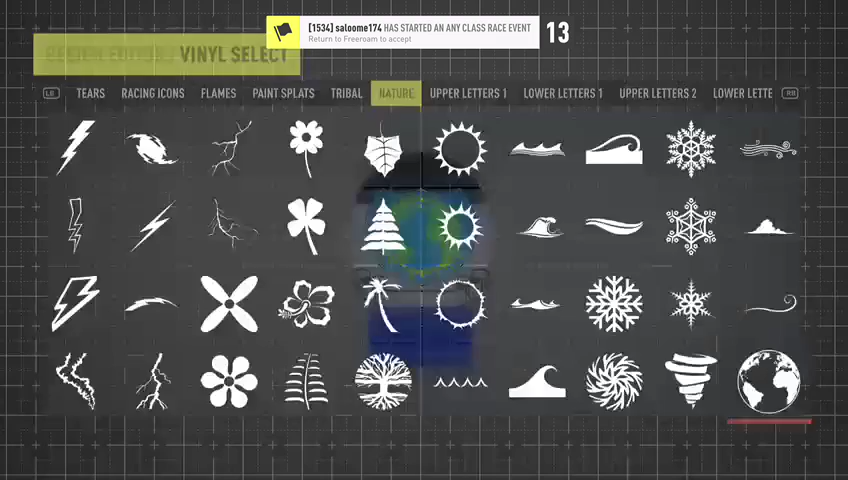 [1534] saloome174 HAS STARTED AN ANY CLASS RACE EVENT
Return to Freeroam to accept
13
VINYL SELECT
LB TEARS RACING ICONS FLAMES PAINT SPLATS TRIBAL NATURE UPPER LETTERS 1 LOWER LETTERS 1 UPPER LETTERS 2 LOWER LETTE RB